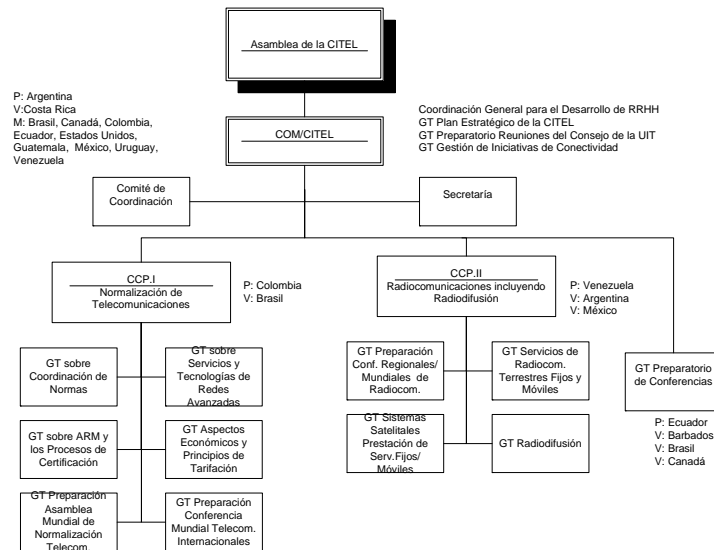 Asamblea de la CITEL
P: Argentina
V:Costa Rica
M: Brasil, Canadá, Colombia,
Ecuador, Estados Unidos,
Guatemala, México, Uruguay,
Venezuela
COM/CITEL
Coordinación General para el Desarrollo de RRHH
GT Plan Estratégico de la CITEL
GT Preparatorio Reuniones del Consejo de la UIT
GT Gestión de Iniciativas de Conectividad
Comité de
Coordinación
Secretaría
CCP.I
Normalización de
Telecomunicaciones
P: Colombia
V: Brasil
CCP.II
Radiocomunicaciones incluyendo
Radiodifusión
P: Venezuela
V: Argentina
V: México
GT sobre
Coordinación de
Normas
GT sobre
Servicios y
Tecnologías de
Redes
Avanzadas
GT Preparación
Conf. Regionales/
Mundiales de
Radiocom.
GT Servicios de
Radiocom.
Terrestres Fijos y
Móviles
GT Preparatorio
de Conferencias
P: Ecuador
V: Barbados
V: Brasil
V: Canadá
GT sobre ARM y
los Procesos de
Certificación
GT Aspectos
Económicos y
Principios de
Tarifación
GT Sistemas
Satelitales
Prestación de
Serv.Fijos/
Móviles
GT Radiodifusión
GT Preparación
Asamblea
Mundial de
Normalización
Telecom.
GT Preparación
Conferencia
Mundial Telecom.
Internacionales